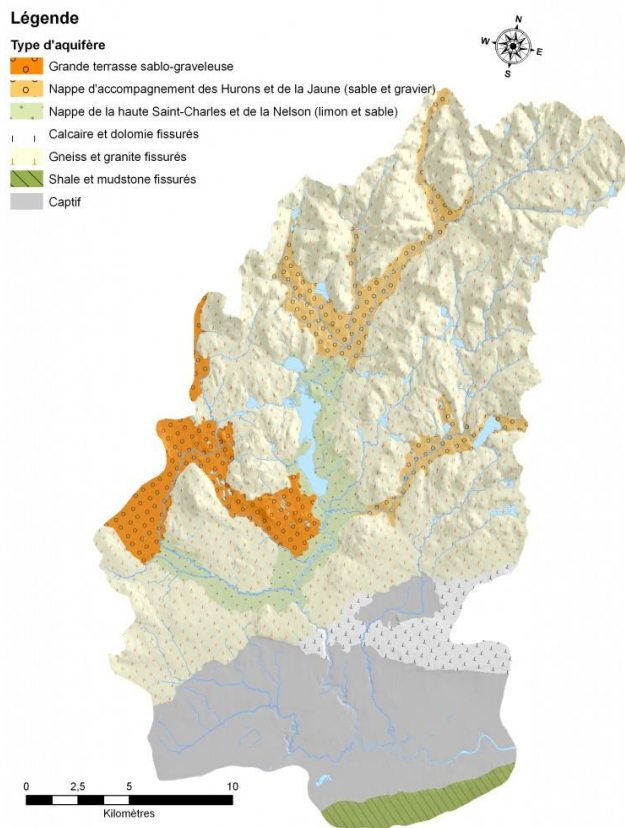 Légende
Type d'aquifère
Grande terrasse sablo-graveleuse
Nappe d'accompagnement des Hurons et de la Jaune (sable et gravier)
Nappe de la haute Saint-Charles et de la Nelson (limon et sable)
Calcaire et dolomie fissurés
Gneiss et granite fissurés
Shale et mudstone fissurés
Captif
N
W
E
S
0 2,5 5 10
Kilomètres